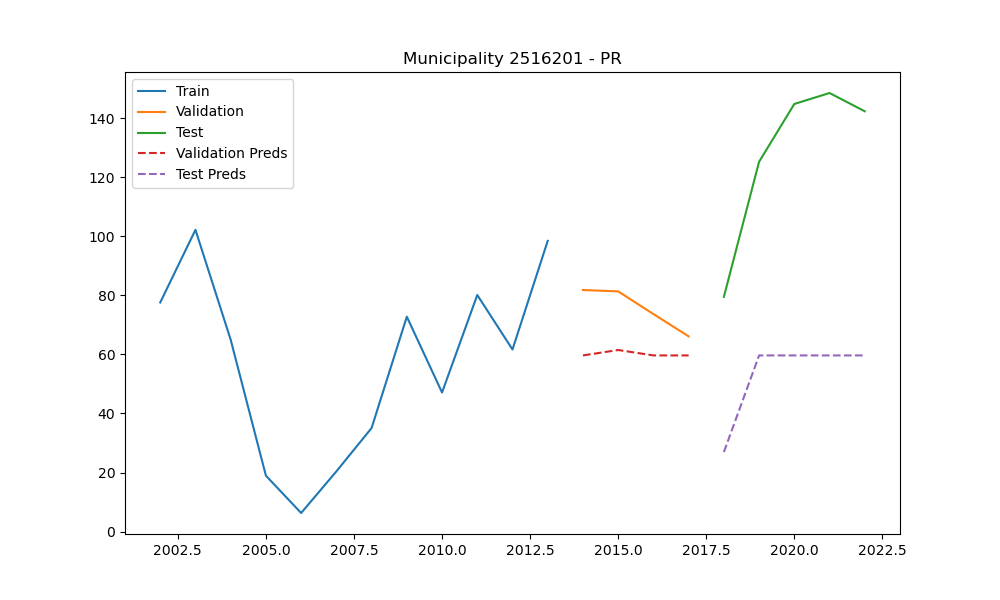 Municipality 2516201 - PR
Train
Validation
Test
Validation Preds
Test Preds
140
120
100
80
60
40
20
0
2002.5 2005.0 2007.5 2010.0 2012.5 2015.0 2017.5 2020.0 2022.5